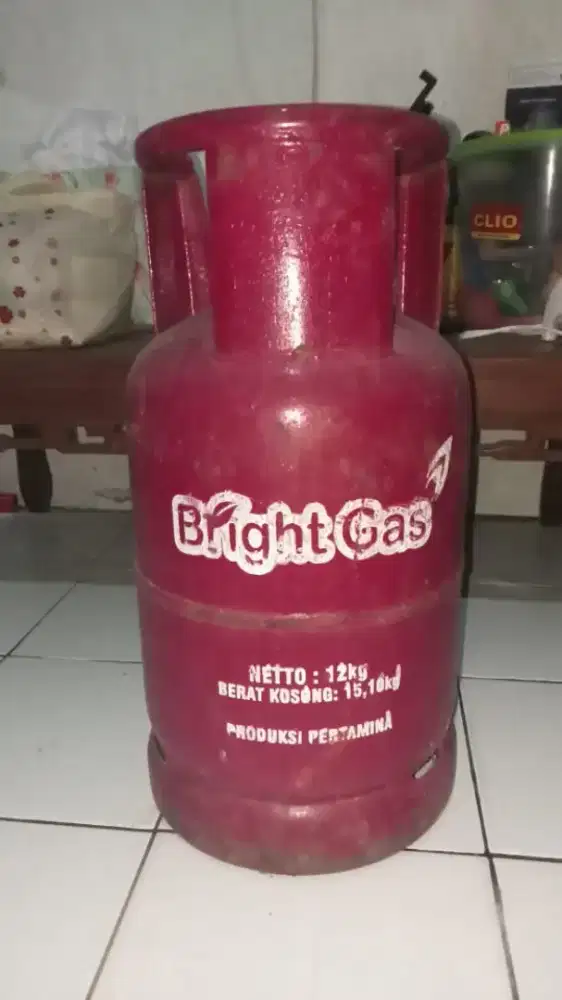 CLIO
Bright Gas
NETTO : 12kg
BERAT KOSONG: 15,10kg
PRODUKSI PERTAMINA